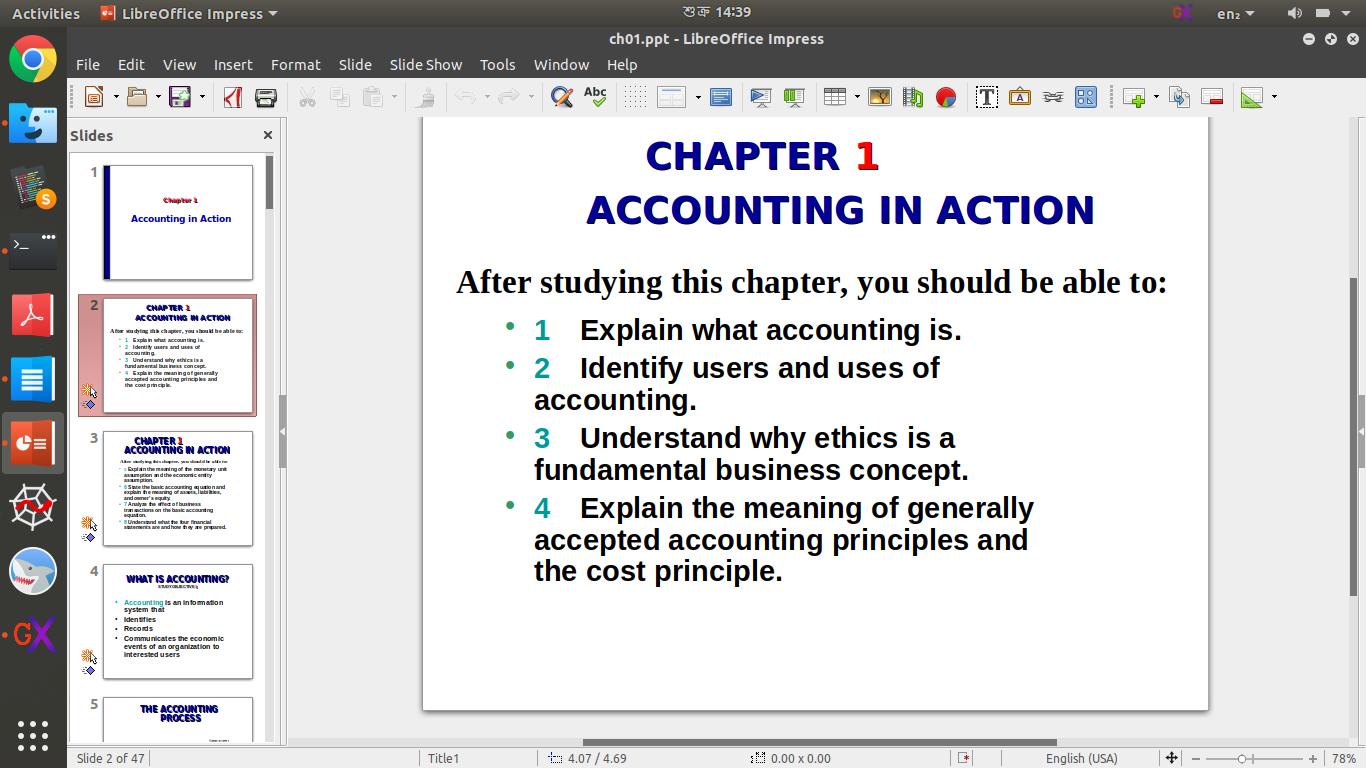 Activities
LibreOffice Impress
শুক্র 14:39
en₂
ch01.ppt - LibreOffice Impress
File Edit View Insert Format Slide Slide Show Tools Window Help
Abc
Slides
1
Chapter 1
Accounting in Action
2
CHAPTER 1
ACCOUNTING IN ACTION
After studying this chapter, you should be able to:
• 1 Explain what accounting is.
• 2 Identify users and uses of
accounting.
• 3 Understand why ethics is a
fundamental business concept.
• 4 Explain the meaning of generally
accepted accounting principles and
the cost principle.
3
CHAPTER 1
ACCOUNTING IN ACTION
After studying this chapter, you should be able to:
Explain the meaning of the monetary unit
assumption and the economic entity
assumption.
6 State the basic accounting equation and
explain the meaning of assets, liabilities,
and owner's equity.
7 Analyze the effect of business
transactions on the basic accounting
equation.
8 Understand what the four financial
statements are and how they are prepared.
4
WHAT IS ACCOUNTING?
• Accounting is an information
system that
• Identifies
• Records
• Communicates the economic
events of an organization to
interested users
5
THE ACCOUNTING
PROCESS
CHAPTER 1
ACCOUNTING IN ACTION
After studying this chapter, you should be able to:
• 1 Explain what accounting is.
• 2 Identify users and uses of
accounting.
• 3 Understand why ethics is a
fundamental business concept.
• 4 Explain the meaning of generally
accepted accounting principles and
the cost principle.
Slide 2 of 47
Title1
4.07 / 4.69
0.00 x 0.00
English (USA)
78%